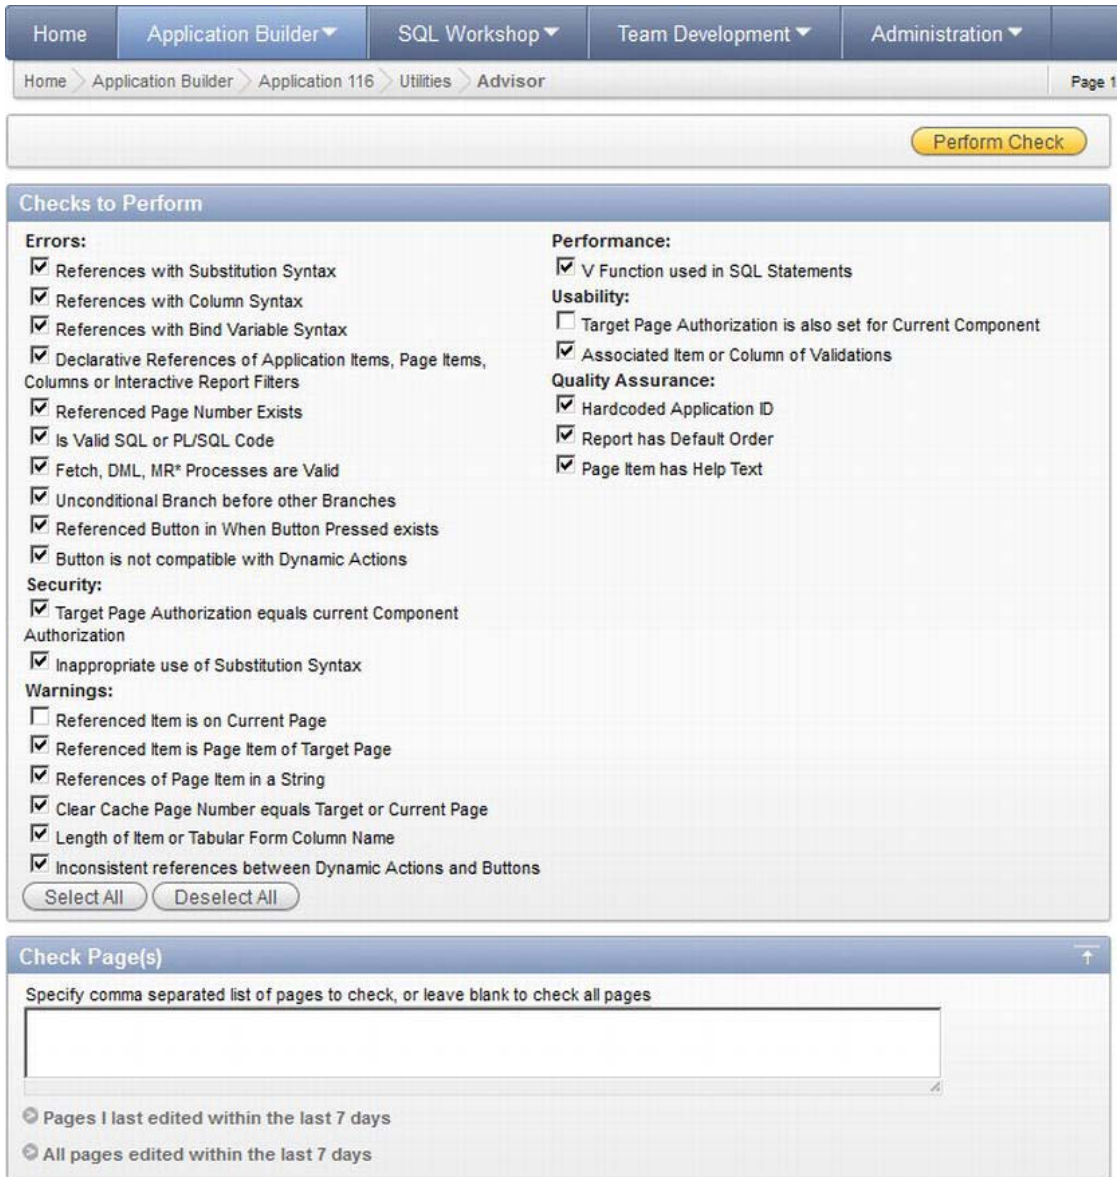 Home Application Builder SQL Workshop Team Development Administration
Home Application Builder Application 116 Utilities Advisor Page 1
Perform Check
Checks to Perform
Errors:
References with Substitution Syntax
References with Column Syntax
References with Bind Variable Syntax
Declarative References of Application Items, Page Items,
Columns or Interactive Report Filters
Referenced Page Number Exists
Is Valid SQL or PL/SQL Code
Fetch, DML, MR* Processes are Valid
Unconditional Branch before other Branches
Referenced Button in When Button Pressed exists
Button is not compatible with Dynamic Actions
Security:
Target Page Authorization equals current Component
Authorization
Inappropriate use of Substitution Syntax
Warnings:
Referenced Item is on Current Page
Referenced Item is Page Item of Target Page
References of Page Item in a String
Clear Cache Page Number equals Target or Current Page
Length of Item or Tabular Form Column Name
Inconsistent references between Dynamic Actions and Buttons
Performance:
V Function used in SQL Statements
Usability:
Target Page Authorization is also set for Current Component
Associated Item or Column of Validations
Quality Assurance:
Hardcoded Application ID
Report has Default Order
Page Item has Help Text
Select All Deselect All
Check Page(s)
Specify comma separated list of pages to check, or leave blank to check all pages
Pages I last edited within the last 7 days
All pages edited within the last 7 days